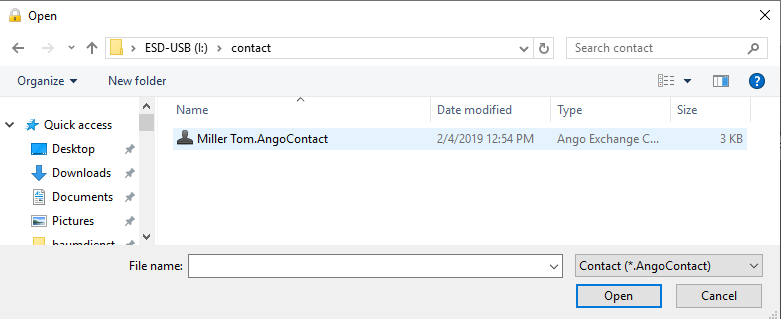 Open
ESD-USB (I:) contact Search contact
Organize New folder
Name Date modified Type Size
Quick access
Miller Tom.AngoContact 2/4/2019 12:54 PM Ango Exchange C... 3 KB
Desktop
Downloads
Documents
Pictures
File name: Contact (*.AngoContact)
Open Cancel